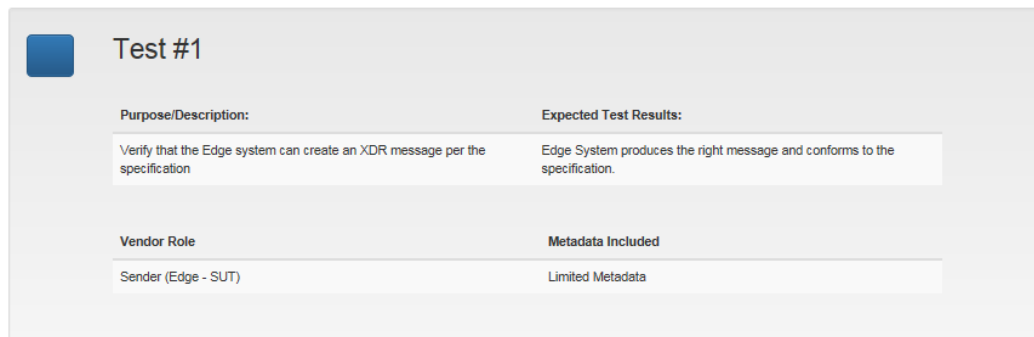 Test #1
Purpose/Description:
Expected Test Results:
Verify that the Edge system can create an XDR message per the
specification
Edge System produces the right message and conforms to the
specification.
Vendor Role
Metadata Included
Sender (Edge - SUT)
Limited Metadata